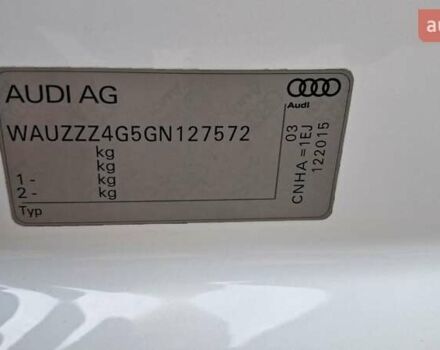 AUDI AG
Audi
WAUZZZ4G5GN127572
kg
kg
1- kg
2- kg
Typ
03
CNHA =1EJ
122015